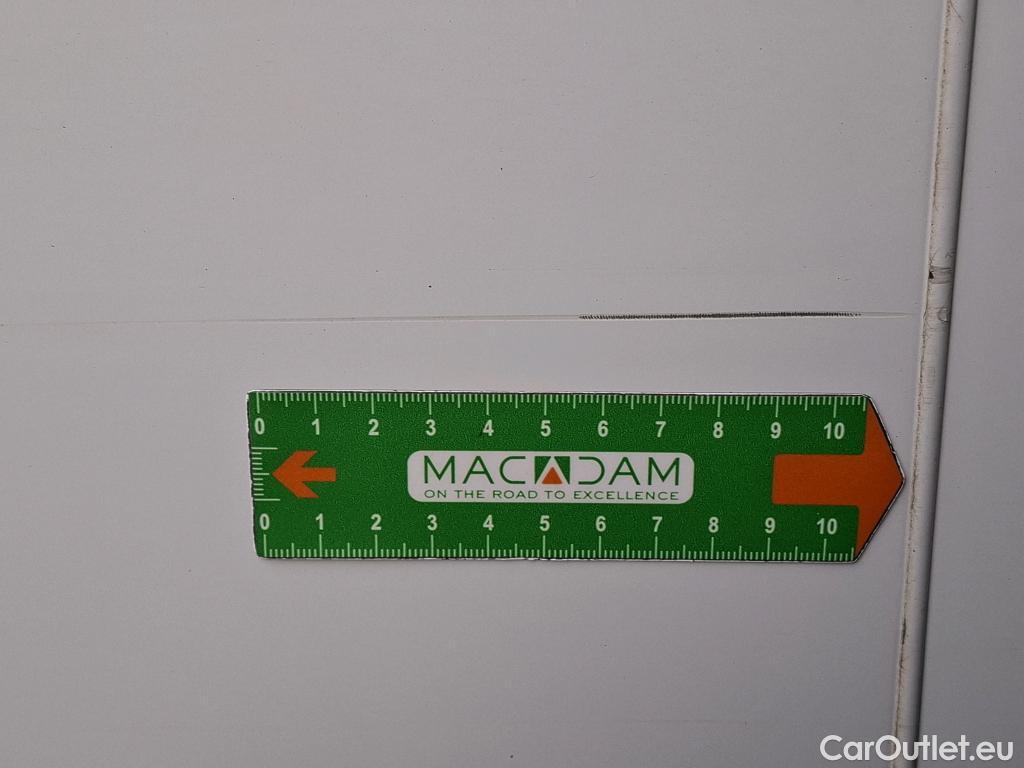 0 1 2 3 4 5 6 7 8 9 10
MACADAM
ON THE ROAD TO EXCELLENCE
0 1 2 3 4 5 6 7 8 9 10
CarOutlet.eu